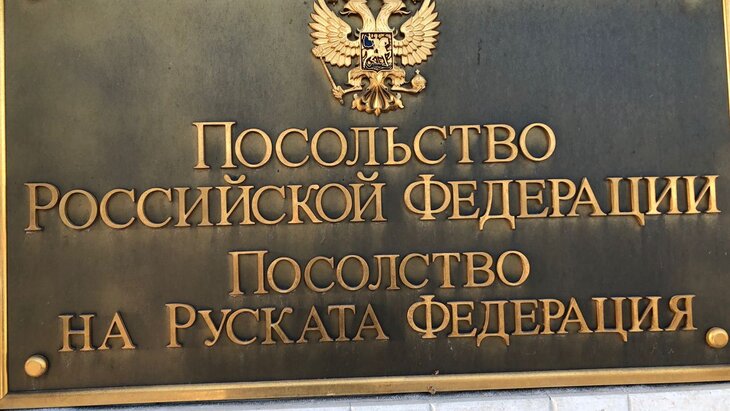 Посольство
Российской Федерации
Посолство
на Руската Федерация